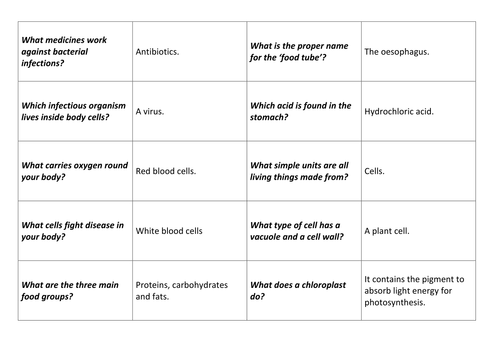 What medicines work
against bacterial
infections?
Antibiotics.
What is the proper name
for the ‘food tube’?
The oesophagus.
Which infectious organism
lives inside body cells?
A virus.
Which acid is found in the
stomach?
Hydrochloric acid.
What carries oxygen round
your body?
Red blood cells.
What simple units are all
living things made from?
Cells.
What cells fight disease in
your body?
White blood cells
What type of cell has a
vacuole and a cell wall?
A plant cell.
What are the three main
food groups?
Proteins, carbohydrates
and fats.
What does a chloroplast
do?
It contains the pigment to
absorb light energy for
photosynthesis.